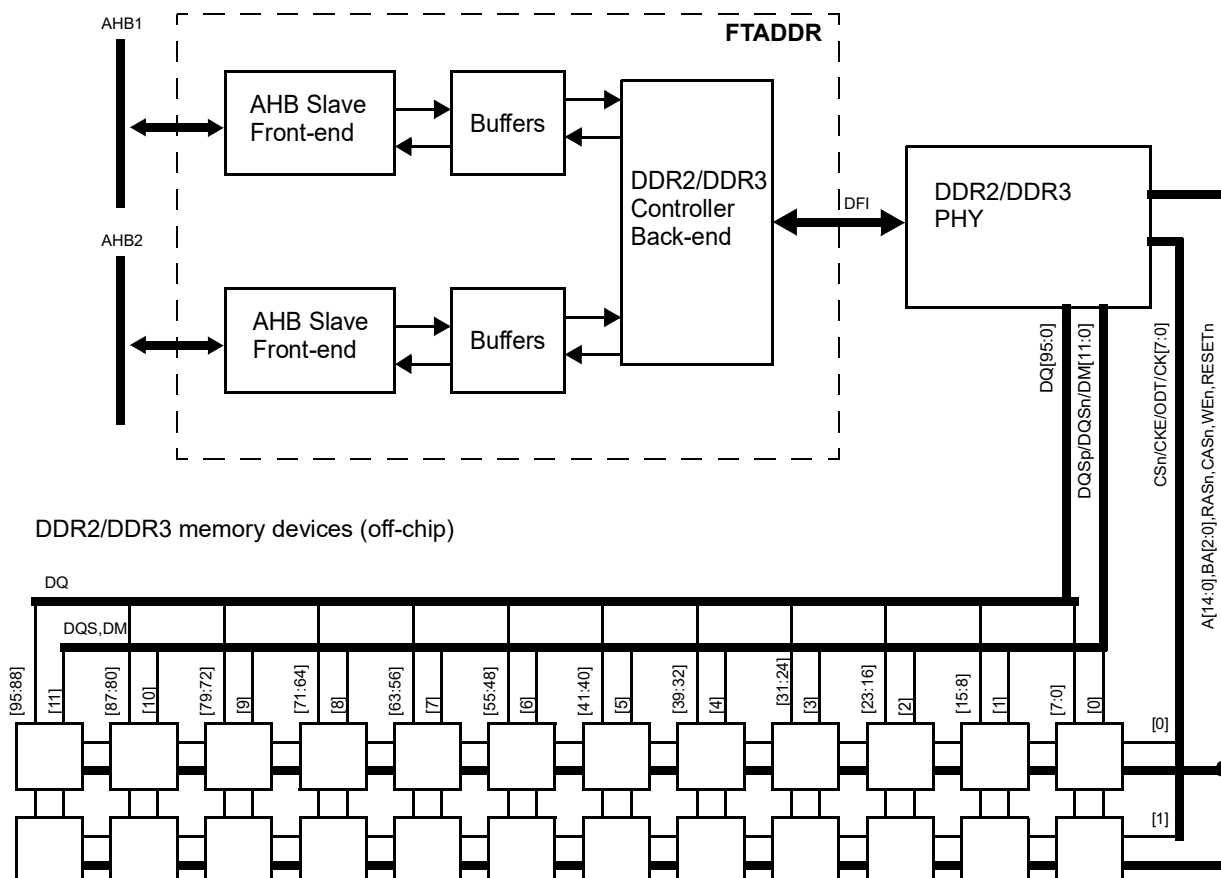 AHB1
FTADDR
AHB Slave
Front-end
Buffers
DDR2/DDR3
Controller
Back-end
DFI
DDR2/DDR3
PHY
AHB2
AHB Slave
Front-end
Buffers
DQ[95:0]
DQSp/DQSn/DM[11:0]
CSn/CKE/ODT/CK[7:0]
A[14:0],BA[2:0],RASn,CASn,WEn,RESETn
DDR2/DDR3 memory devices (off-chip)
DQ
DQS,DM
[95:88]
[11]
[87:80]
[10]
[79:72]
[9]
[71:64]
[8]
[63:56]
[7]
[55:48]
[6]
[41:40]
[5]
[39:32]
[4]
[31:24]
[3]
[23:16]
[2]
[15:8]
[1]
[7:0]
[0]
[0]
[1]